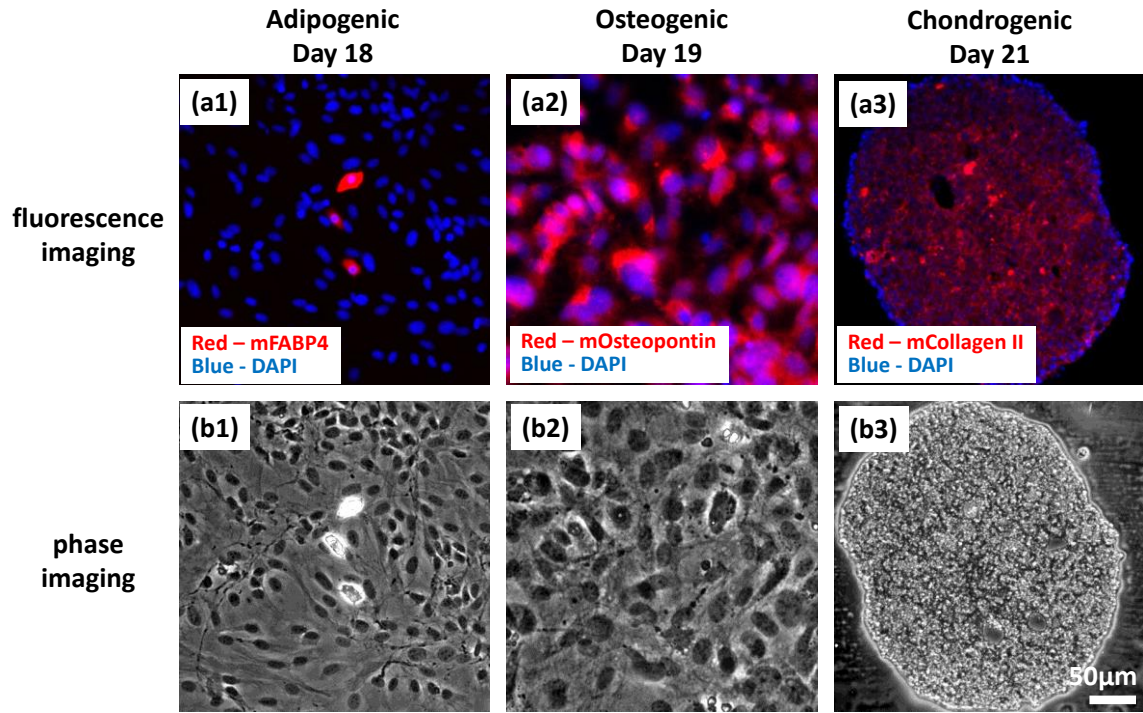 Adipogenic
Day 18
Osteogenic
Day 19
Chondrogenic
Day 21
fluorescence
imaging
(a1)
Red – mFABP4
Blue - DAPI
(a2)
Red – mOsteopontin
Blue - DAPI
(a3)
Red – mCollagen II
Blue - DAPI
phase
imaging
(b1)
(b2)
(b3)
50μm